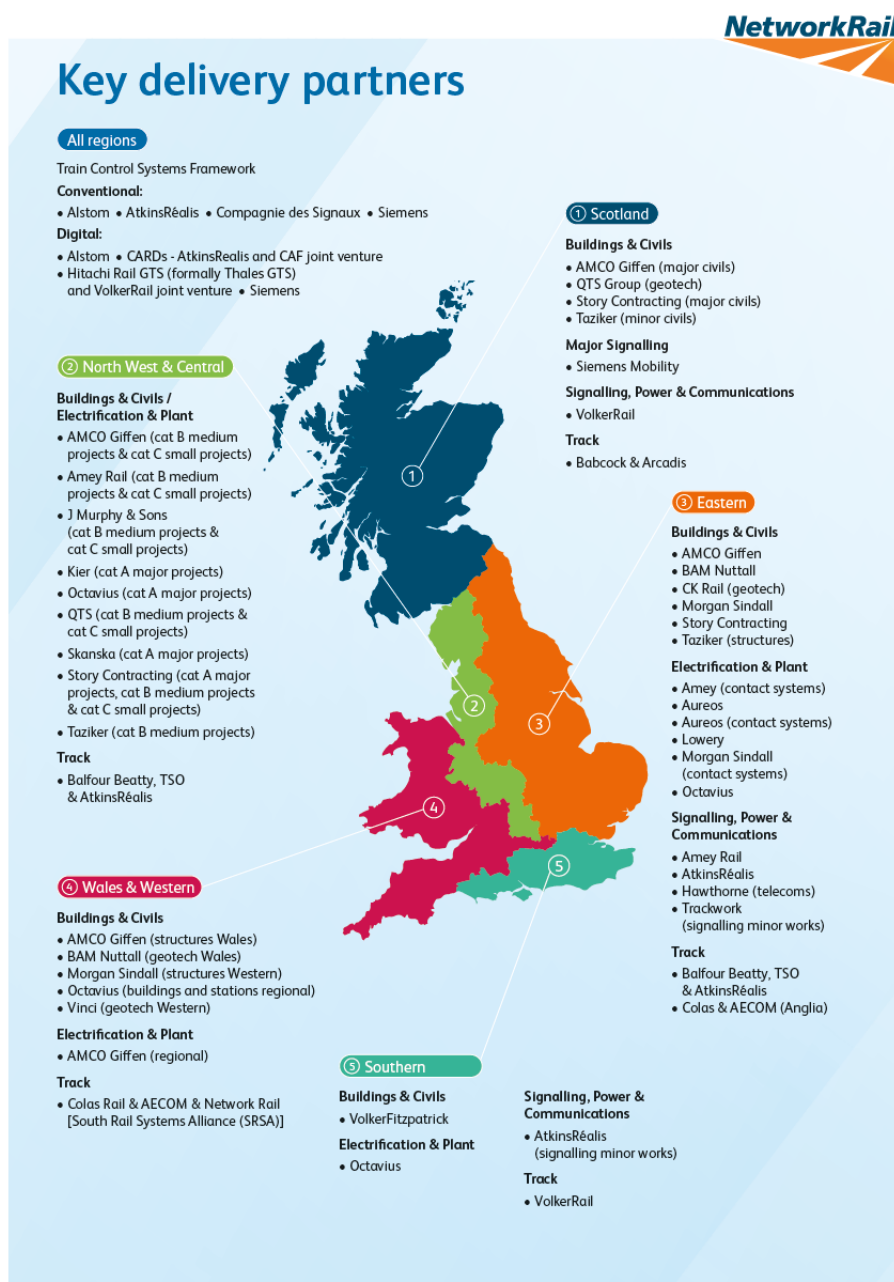 NetworkRail
Key delivery partners
All regions
Train Control Systems Framework
Conventional:
• Alstom • AtkinsRéalis • Compagnie des Signaux • Siemens
Digital:
• Alstom • CARDs - AtkinsRealis and CAF joint venture
• Hitachi Rail GTS (formally Thales GTS)
and VolkerRail joint venture • Siemens
1 Scotland
Buildings & Civils
• AMCO Giffen (major civils)
• QTS Group (geotech)
• Story Contracting (major civils)
• Taziker (minor civils)
Major Signalling
• Siemens Mobility
Signalling, Power & Communications
• VolkerRail
Track
• Babcock & Arcadis
2 North West & Central
Buildings & Civils /
Electrification & Plant
• AMCO Giffen (cat B medium
projects & cat C small projects)
• Amey Rail (cat B medium
projects & cat C small projects)
• J Murphy & Sons
(cat B medium projects &
cat C small projects)
• Kier (cat A major projects)
• Octavius (cat A major projects)
• QTS (cat B medium projects &
cat C small projects)
• Skanska (cat A major projects)
• Story Contracting (cat A major
projects, cat B medium projects
& cat C small projects)
• Taziker (cat B medium projects)
Track
• Balfour Beatty, TSO
& AtkinsRéalis
3 Eastern
Buildings & Civils
• AMCO Giffen
• BAM Nuttall
• CK Rail (geotech)
• Morgan Sindall
• Story Contracting
• Taziker (structures)
Electrification & Plant
• Amey (contact systems)
• Aureos
• Aureos (contact systems)
• Lowery
• Morgan Sindall
(contact systems)
• Octavius
Signalling, Power &
Communications
• Amey Rail
• AtkinsRéalis
• Hawthorne (telecoms)
• Trackwork
(signalling minor works)
Track
• Balfour Beatty, TSO
& AtkinsRéalis
• Colas & AECOM (Anglia)
1
2
3
4
5
4 Wales & Western
Buildings & Civils
• AMCO Giffen (structures Wales)
• BAM Nuttall (geotech Wales)
• Morgan Sindall (structures Western)
• Octavius (buildings and stations regional)
• Vinci (geotech Western)
Electrification & Plant
• AMCO Giffen (regional)
Track
• Colas Rail & AECOM & Network Rail
[South Rail Systems Alliance (SRSA)]
5 Southern
Buildings & Civils
• VolkerFitzpatrick
Electrification & Plant
• Octavius
Signalling, Power &
Communications
• AtkinsRéalis
(signalling minor works)
Track
• VolkerRail